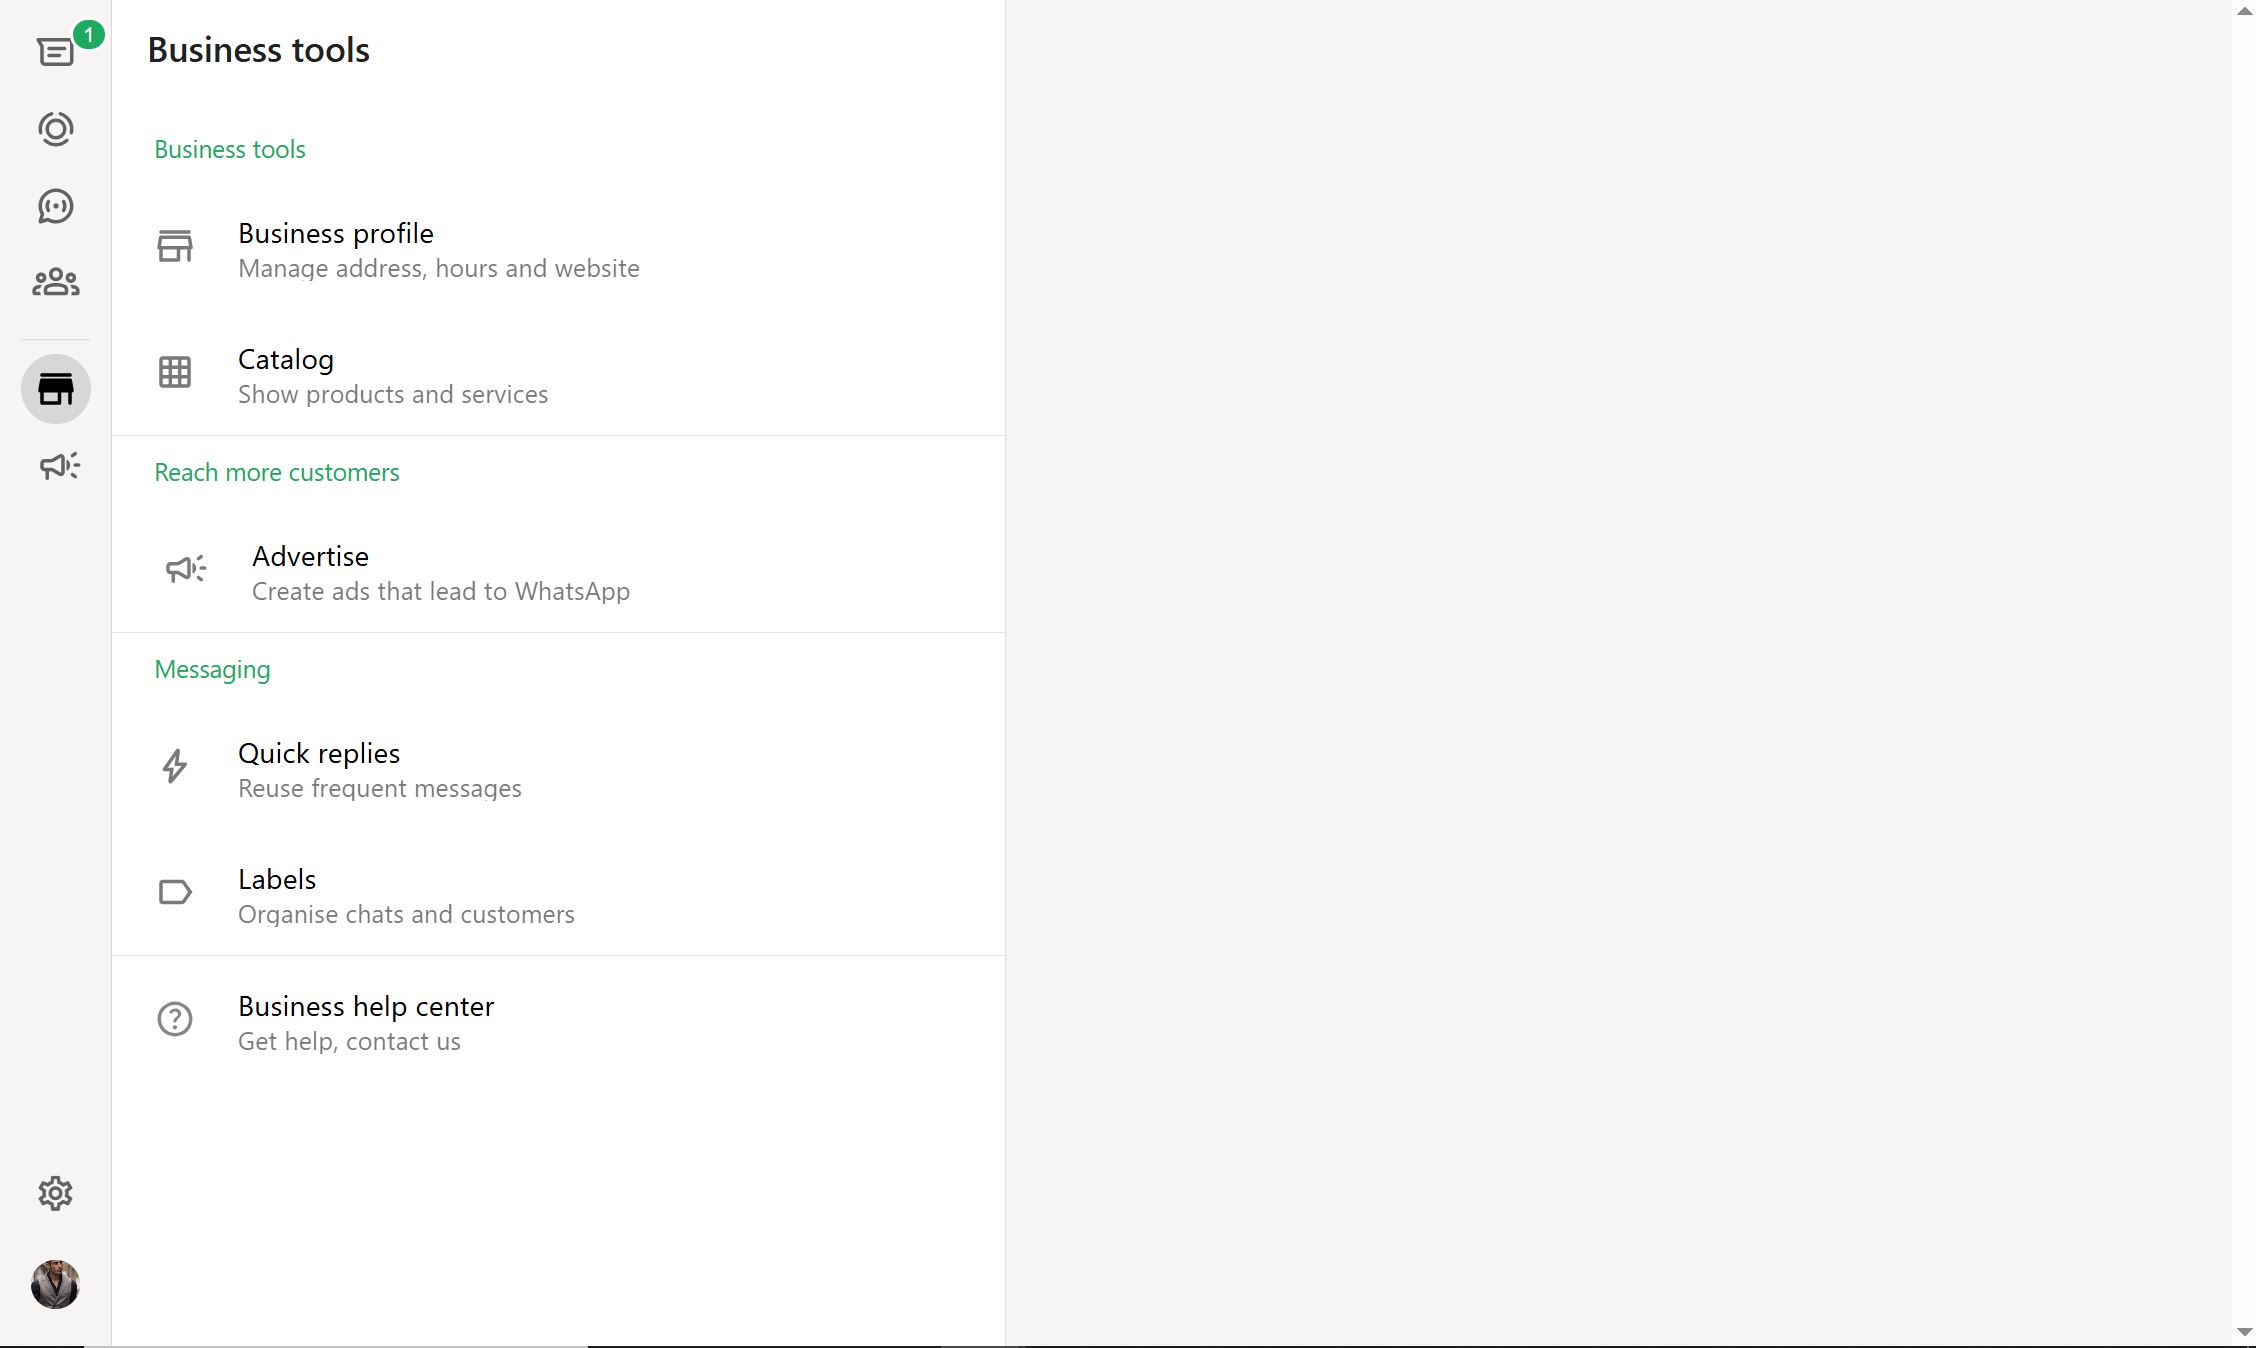 1
Business tools
Business tools
Business profile
Manage address, hours and website
Catalog
Show products and services
Reach more customers
Advertise
Create ads that lead to WhatsApp
Messaging
Quick replies
Reuse frequent messages
Labels
Organise chats and customers
Business help center
Get help, contact us